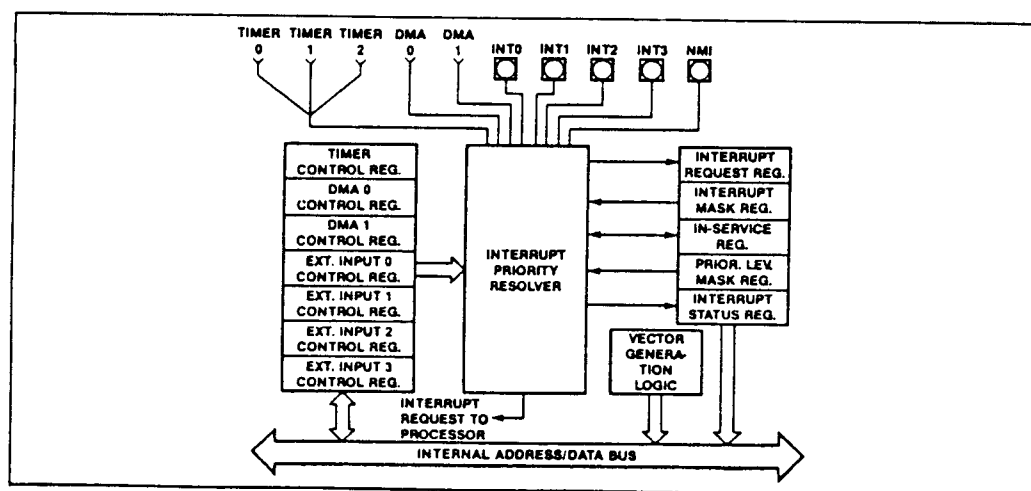 TIMER TIMER TIMER DMA DMA
0 1 2 0 1 INT0 INT1 INT2 INT3 NMI
TIMER
CONTROL REG.
DMA 0
CONTROL REG.
DMA 1
CONTROL REG.
EXT. INPUT 0
CONTROL REG.
EXT. INPUT 1
CONTROL REG.
EXT. INPUT 2
CONTROL REG.
EXT. INPUT 3
CONTROL REG.
INTERRUPT
PRIORITY
RESOLVER
INTERRUPT
REQUEST REG.
INTERRUPT
MASK REG.
IN-SERVICE
REG.
PRIOR. LEV.
MASK REG.
INTERRUPT
STATUS REG.
VECTOR
GENERA-
TION
LOGIC
INTERRUPT
REQUEST TO
PROCESSOR
INTERNAL ADDRESS/DATA BUS